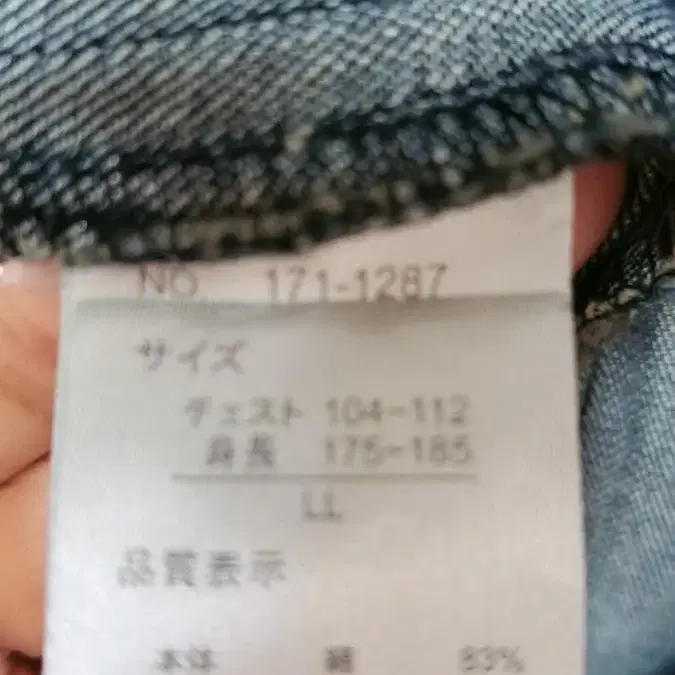 NO. 171-1287
サイズ
チェスト 104-112
身長 175-185
LL
品質表示
本体 綿 83%